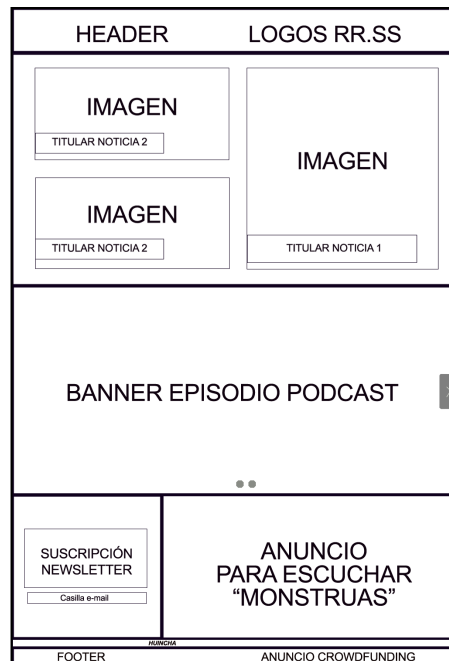 HEADER LOGOS RR.SS
IMAGEN
TITULAR NOTICIA 2
IMAGEN
TITULAR NOTICIA 2
IMAGEN
TITULAR NOTICIA 1
BANNER EPISODIO PODCAST
SUSCRIPCIÓN
NEWSLETTER
Casilla e-mail
ANUNCIO
PARA ESCUCHAR
“MONSTRUAS”
HUINCHA
FOOTER ANUNCIO CROWDFUNDING